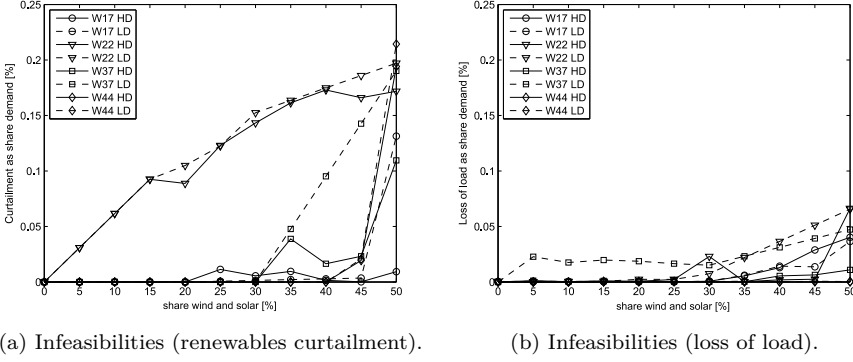 0.25
0.2
0.15
0.1
0.05
0
Curtailment as share demand [%]
W17 HD
W17 LD
W22 HD
W22 LD
W37 HD
W37 LD
W44 HD
W44 LD
0 5 10 15 20 25 30 35 40 45 50
share wind and solar [%]
(a) Infeasibilities (renewables curtailment).
0.25
0.2
0.15
0.1
0.05
0
Loss of load as share demand [%]
W17 HD
W17 LD
W22 HD
W22 LD
W37 HD
W37 LD
W44 HD
W44 LD
0 5 10 15 20 25 30 35 40 45 50
share wind and solar [%]
(b) Infeasibilities (loss of load).